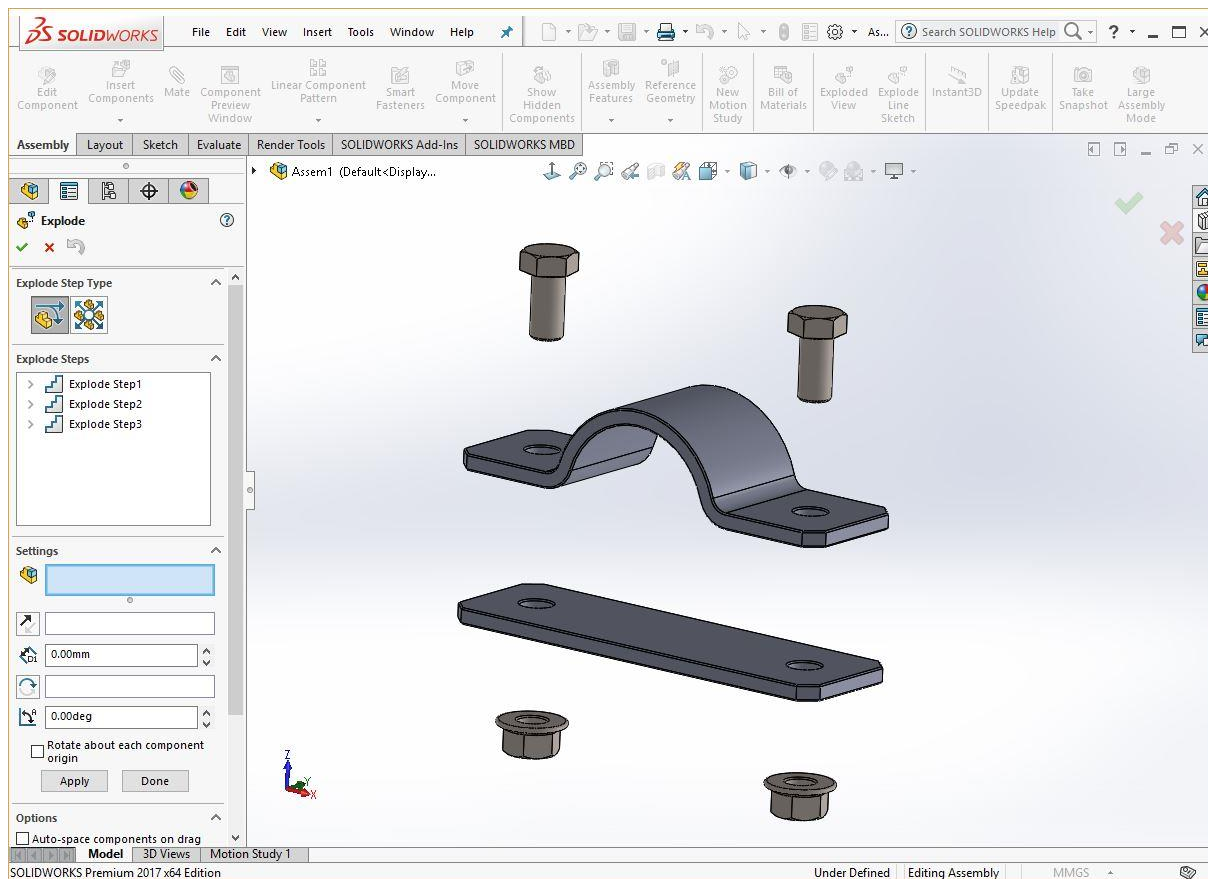 SOLIDWORKS
File Edit View Insert Tools Window Help
As...
Search SOLIDWORKS Help
?
Edit Component
Insert Components
Mate
Component Preview Window
Linear Component Pattern
Smart Fasteners
Move Component
Show Hidden Components
Assembly Features
Reference Geometry
New Motion Study
Bill of Materials
Exploded View
Explode Line Sketch
Instant3D
Update Speedpak
Take Snapshot
Large Assembly Mode
Assembly Layout Sketch Evaluate Render Tools SOLIDWORKS Add-Ins SOLIDWORKS MBD
Assem1 (Default<Display...
Explode
?
Explode Step Type
Explode Steps
Explode Step1
Explode Step2
Explode Step3
Settings
D1
0.00mm
A
0.00deg
Rotate about each component
origin
Apply Done
Options
Auto-space components on drag
Z
Y
X
Model 3D Views Motion Study 1
SOLIDWORKS Premium 2017 x64 Edition
Under Defined Editing Assembly MMGS